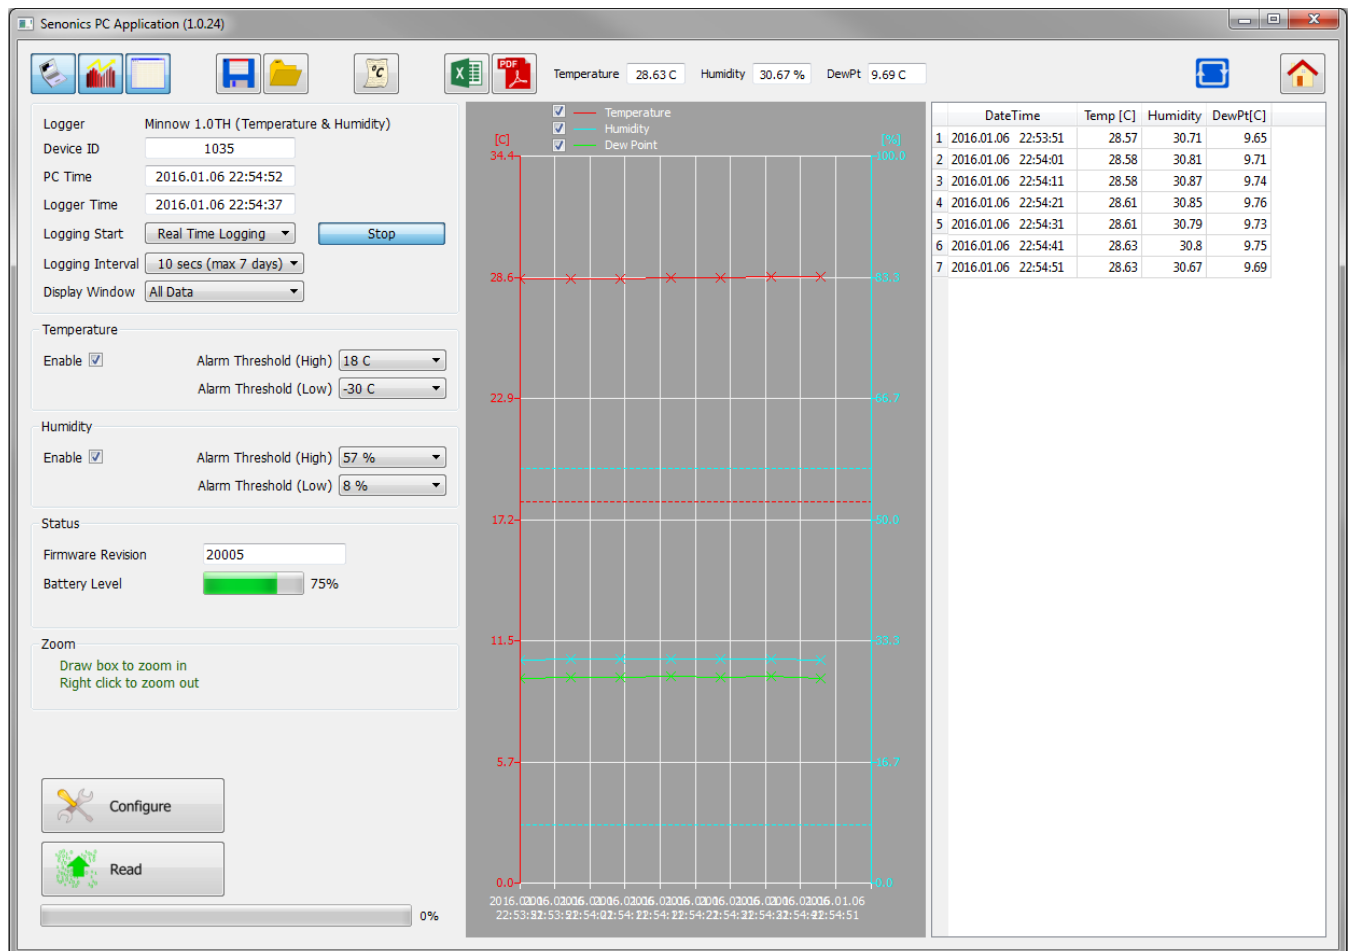 Senonics PC Application (1.0.24)
°C
PDF
Temperature 28.63 C Humidity 30.67 % DewPt 9.69 C
Logger Minnow 1.0TH (Temperature & Humidity)
Device ID 1035
PC Time 2016.01.06 22:54:52
Logger Time 2016.01.06 22:54:37
Logging Start Real Time Logging Stop
Logging Interval 10 secs (max 7 days)
Display Window All Data
Temperature
Enable Alarm Threshold (High) 18 C
Alarm Threshold (Low) -30 C
Humidity
Enable Alarm Threshold (High) 57 %
Alarm Threshold (Low) 8 %
Status
Firmware Revision 20005
Battery Level 75%
Zoom
Draw box to zoom in
Right click to zoom out
Configure
Read
0%
Temperature
Humidity
Dew Point
[C] [%]
34.4 100.0
28.6 83.3
22.9 66.7
17.2 50.0
11.5 33.3
5.7 16.7
0.0 0.0
DateTime Temp [C] Humidity DewPt[C]
1 2016.01.06 22:53:51 28.57 30.71 9.65
2 2016.01.06 22:54:01 28.58 30.81 9.71
3 2016.01.06 22:54:11 28.58 30.87 9.74
4 2016.01.06 22:54:21 28.61 30.85 9.76
5 2016.01.06 22:54:31 28.61 30.79 9.73
6 2016.01.06 22:54:41 28.63 30.8 9.75
7 2016.01.06 22:54:51 28.63 30.67 9.69